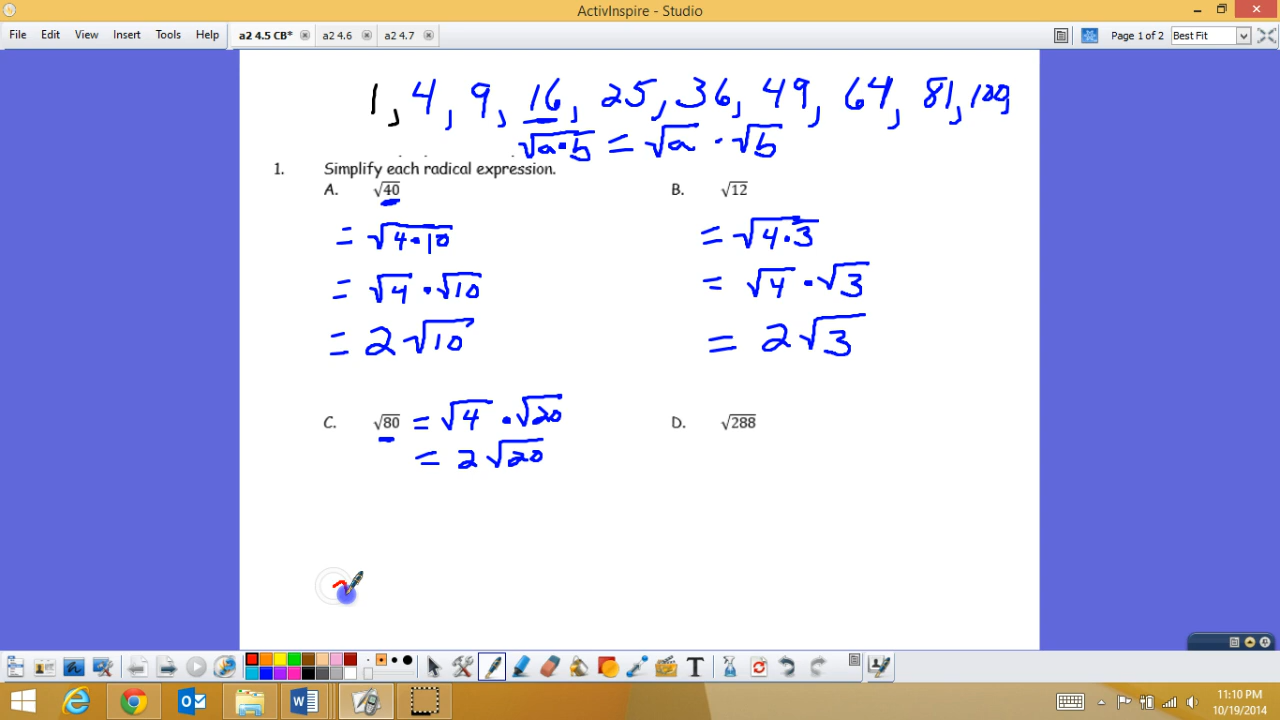 ActivInspire - Studio
File Edit View Insert Tools Help a2 4.5 CB* a2 4.6 a2 4.7 Page 1 of 2 Best Fit
1, 4, 9, 16, 25, 36, 49, 64, 81, 100,
√a•b = √a · √b
1. Simplify each radical expression.
A. √40 B. √12
= √4•10 = √4•3
= √4 • √10 = √4 • √3
= 2√10 = 2√3
C. √80 = √4 • √20 D. √288
= 2√20
T
11:10 PM
10/19/2014